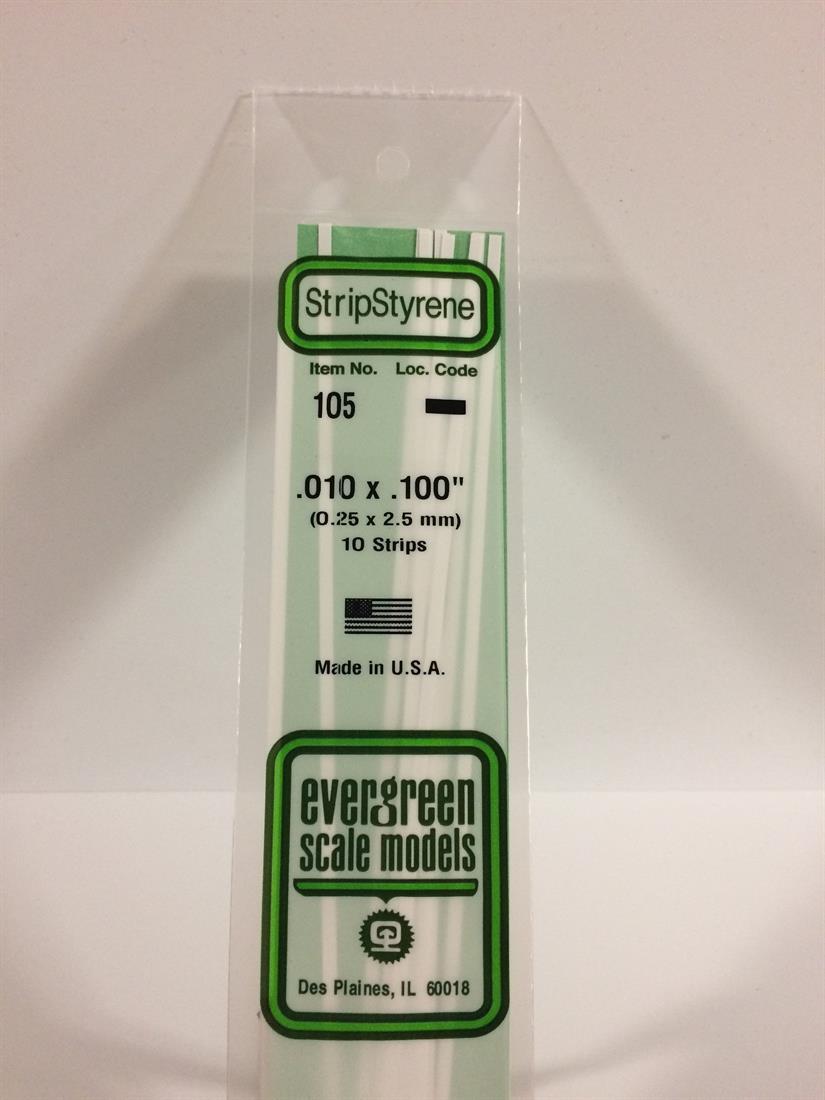 StripStyrene
Item No. Loc. Code
105
.010 x .100"
(0.25 x 2.5 mm)
10 Strips
Made in U.S.A.
evergreen
scale models
Des Plaines, IL 60018